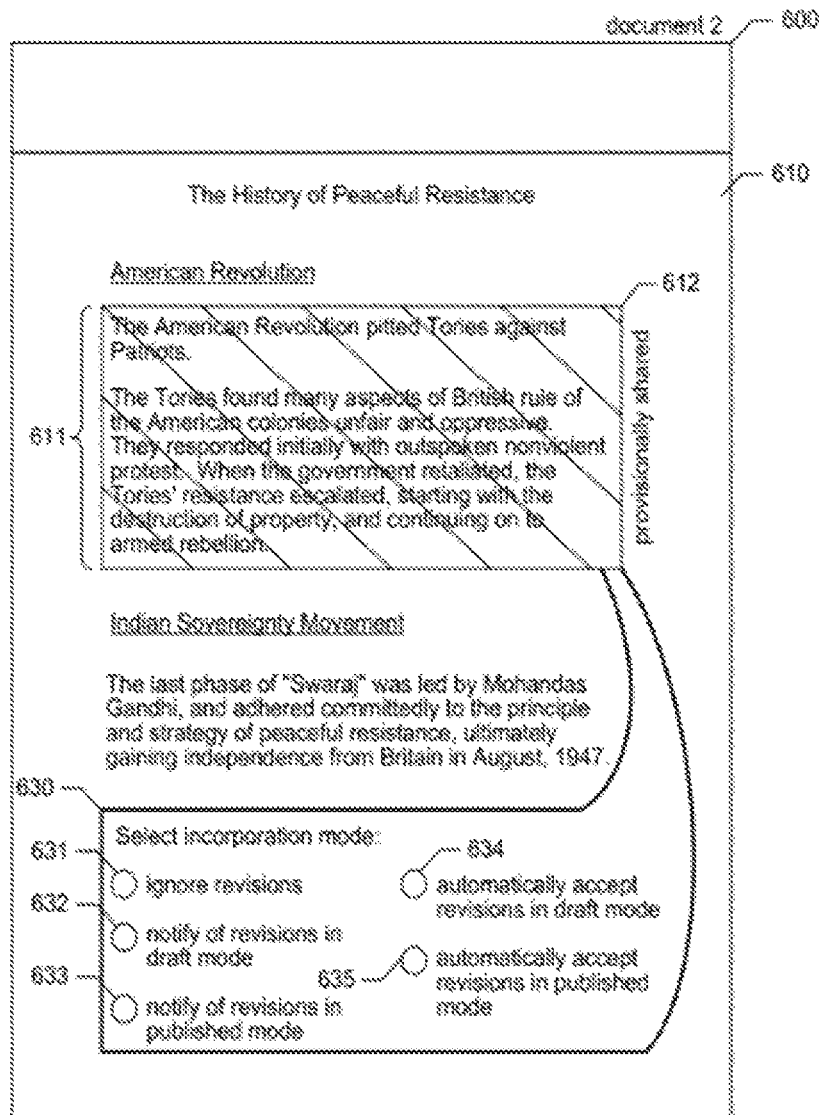 document 2
600
610
The History of Peaceful Resistance
American Revolution
612
The American Revolution pitted Tories against
Patriots.
The Tories found many aspects of British rule of
the American colonies unfair and oppressive.
They responded initially with outspoken nonviolent
protest. When the government retaliated, the
Tories' resistance escalated, starting with the
destruction of property, and continuing on to
armed rebellion.
611
provisionally shared
Indian Sovereignty Movement
The last phase of "Swaraj" was led by Mohandas
Gandhi, and adhered committedly to the principle
and strategy of peaceful resistance, ultimately
gaining independence from Britain in August, 1947.
630
Select incorporation mode:
631
ignore revisions
632
notify of revisions in
draft mode
633
notify of revisions in
published mode
634
automatically accept
revisions in draft mode
635
automatically accept
revisions in published
mode